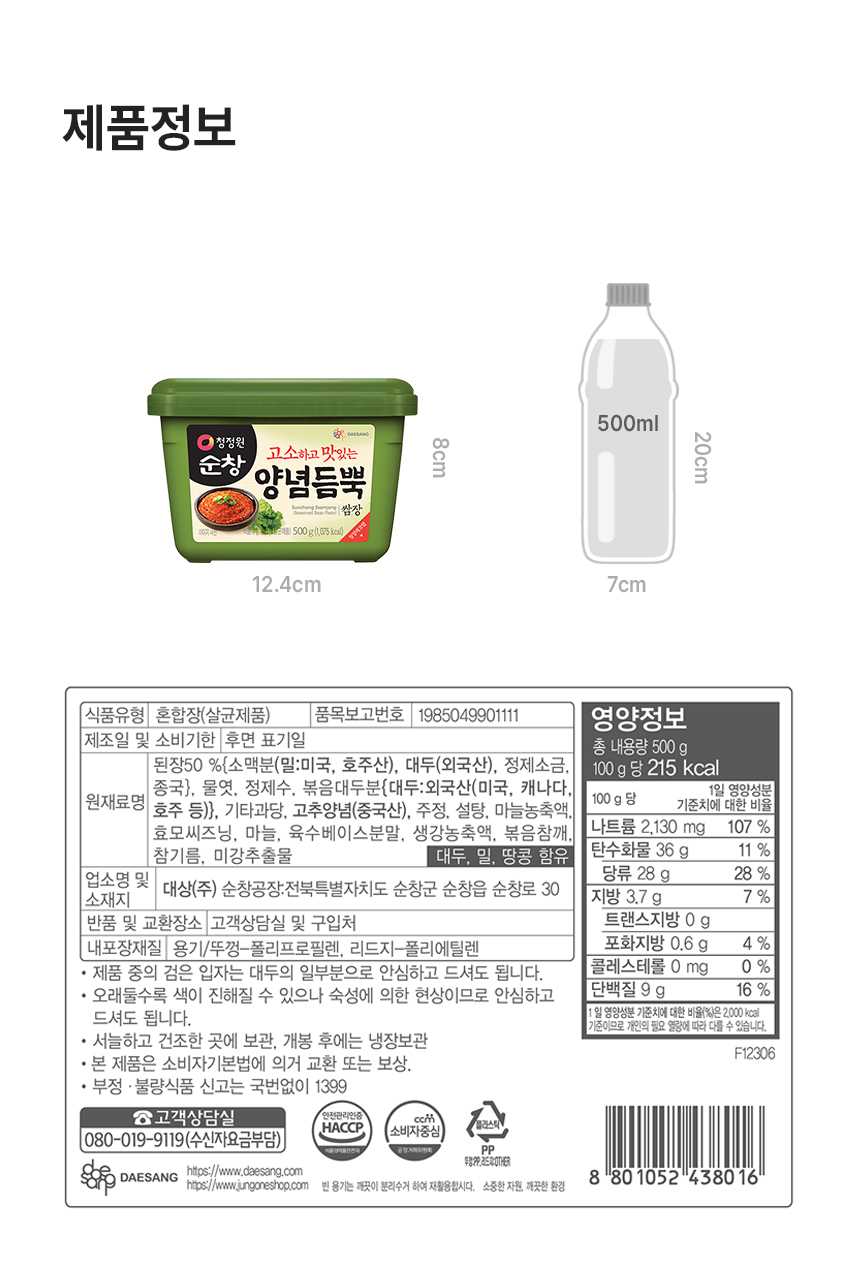 제품정보
청정원
순창
DAESANG
고소하고 맛있는
양념듬뿍
Sunchang Ssamjang
(Seasoned Bean Paste)
쌈장
500 g (1,075 kcal)
8cm
12.4cm
500ml
20cm
7cm
식품유형 혼합장(살균제품) 품목보고번호 1985049901111
제조일 및 소비기한 후면 표기일
원재료명
된장50 %{소맥분(밀:미국, 호주산), 대두(외국산), 정제소금,
종국}, 물엿, 정제수, 볶음대두분{대두:외국산(미국, 캐나다,
호주 등)}, 기타과당, 고추양념(중국산), 주정, 설탕, 마늘농축액,
효모씨즈닝, 마늘, 육수베이스분말, 생강농축액, 볶음참깨,
참기름, 미강추출물
대두, 밀, 땅콩 함유
업소명 및
소재지
대상(주) 순창공장:전북특별자치도 순창군 순창읍 순창로 30
반품 및 교환장소 고객상담실 및 구입처
내포장재질 용기/뚜껑-폴리프로필렌, 리드지-폴리에틸렌
• 제품 중의 검은 입자는 대두의 일부분으로 안심하고 드셔도 됩니다.
• 오래둘수록 색이 진해질 수 있으나 숙성에 의한 현상이므로 안심하고
드셔도 됩니다.
• 서늘하고 건조한 곳에 보관, 개봉 후에는 냉장보관
• 본 제품은 소비자기본법에 의거 교환 또는 보상.
• 부정 · 불량식품 신고는 국번없이 1399
영양정보
총 내용량 500 g
100 g 당 215 kcal
100 g 당
1일 영양성분
기준치에 대한 비율
나트륨 2,130 mg 107 %
탄수화물 36 g 11 %
당류 28 g 28 %
지방 3.7 g 7 %
트랜스지방 0 g
포화지방 0.6 g 4 %
콜레스테롤 0 mg 0 %
단백질 9 g 16 %
1 일 영양성분 기준치에 대한 비율(%)은 2,000 kcal
기준이므로 개인의 필요 열량에 따라 다를 수 있습니다.
F12306
☎고객상담실
080-019-9119(수신자요금부담)
안전관리인증
HACCP
식품의약품안전처
ccm
소비자중심
공정거래위원회
플라스틱
PP
뚜껑:PP,리드지:OTHER
DAESANG
https://www.daesang.com
https://www.jungoneshop.com
빈 용기는 깨끗이 분리수거 하여 재활용합시다. 소중한 자원, 깨끗한 환경
8 801052 438016